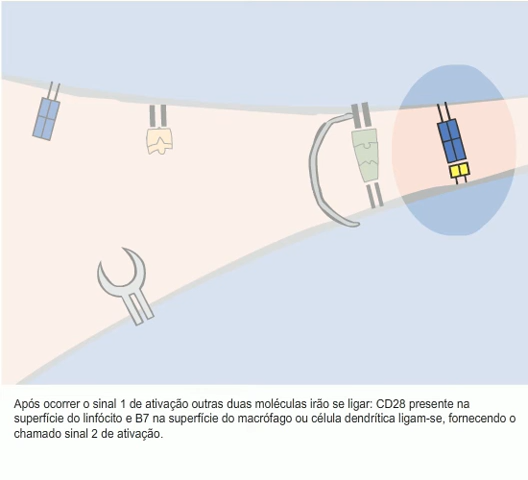 Após ocorrer o sinal 1 de ativação outras duas moléculas irão se ligar: CD28 presente na
superfície do linfócito e B7 na superfície do macrófago ou célula dendrítica ligam-se, fornecendo o
chamado sinal 2 de ativação.